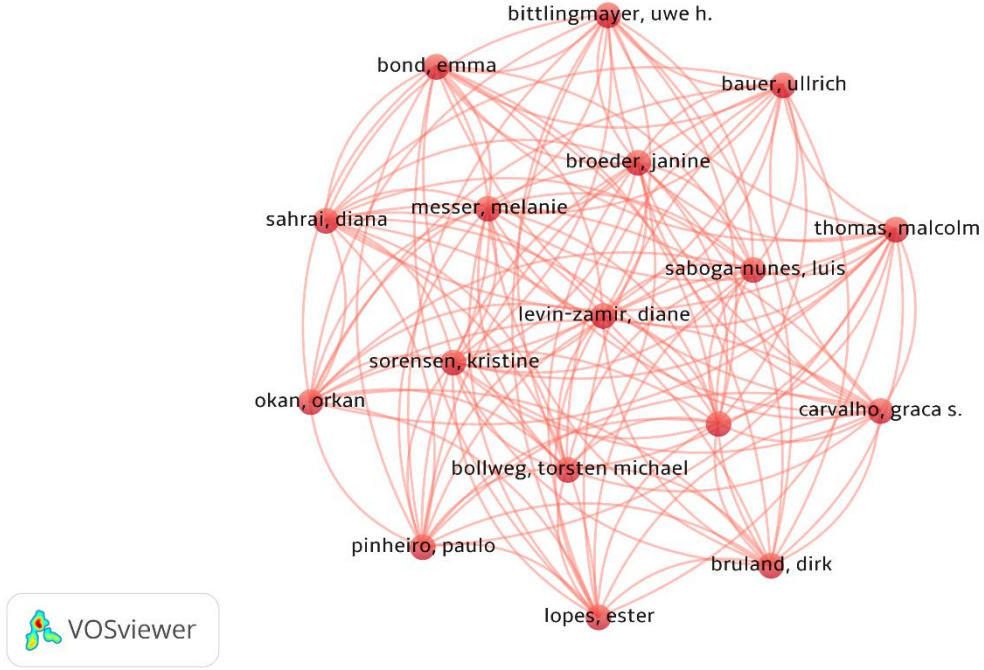 bittlingmayer, uwe h.
bond, emma
bauer, ullrich
broeder, janine
messer, melanie
sahrai, diana
thomas, malcolm
saboga-nunes, luis
levin-zamir, diane
sorensen, kristine
okan, orkan
carvalho, graca s.
bollweg, torsten michael
pinheiro, paulo
bruland, dirk
lopes, ester
VOSviewer